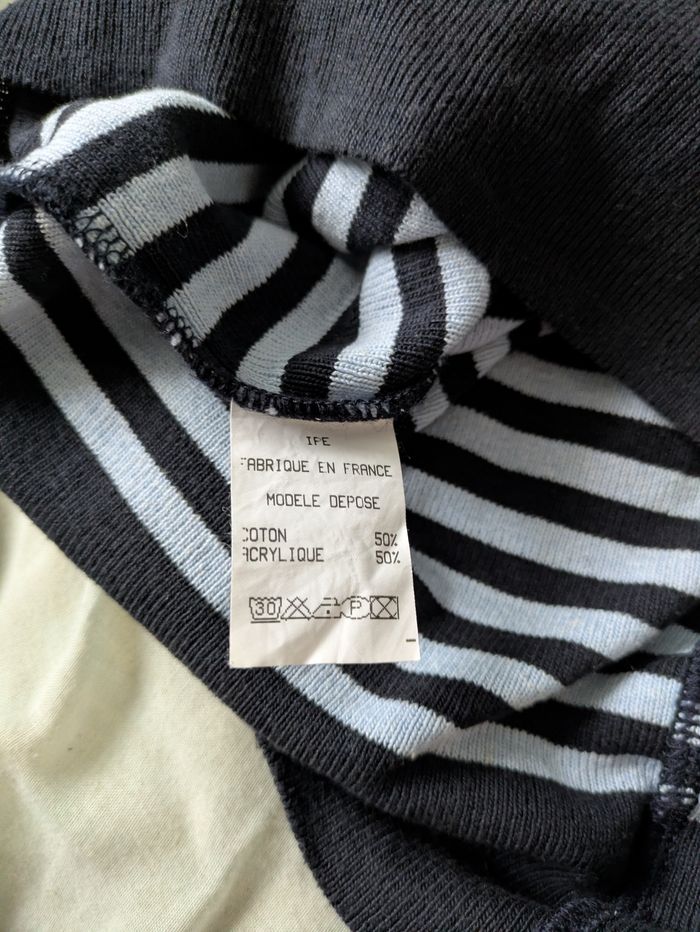 IPE
FABRIQUE EN FRANCE
MODELE DEPOSE
COTON 50%
ACRYLIQUE 50%
30 P